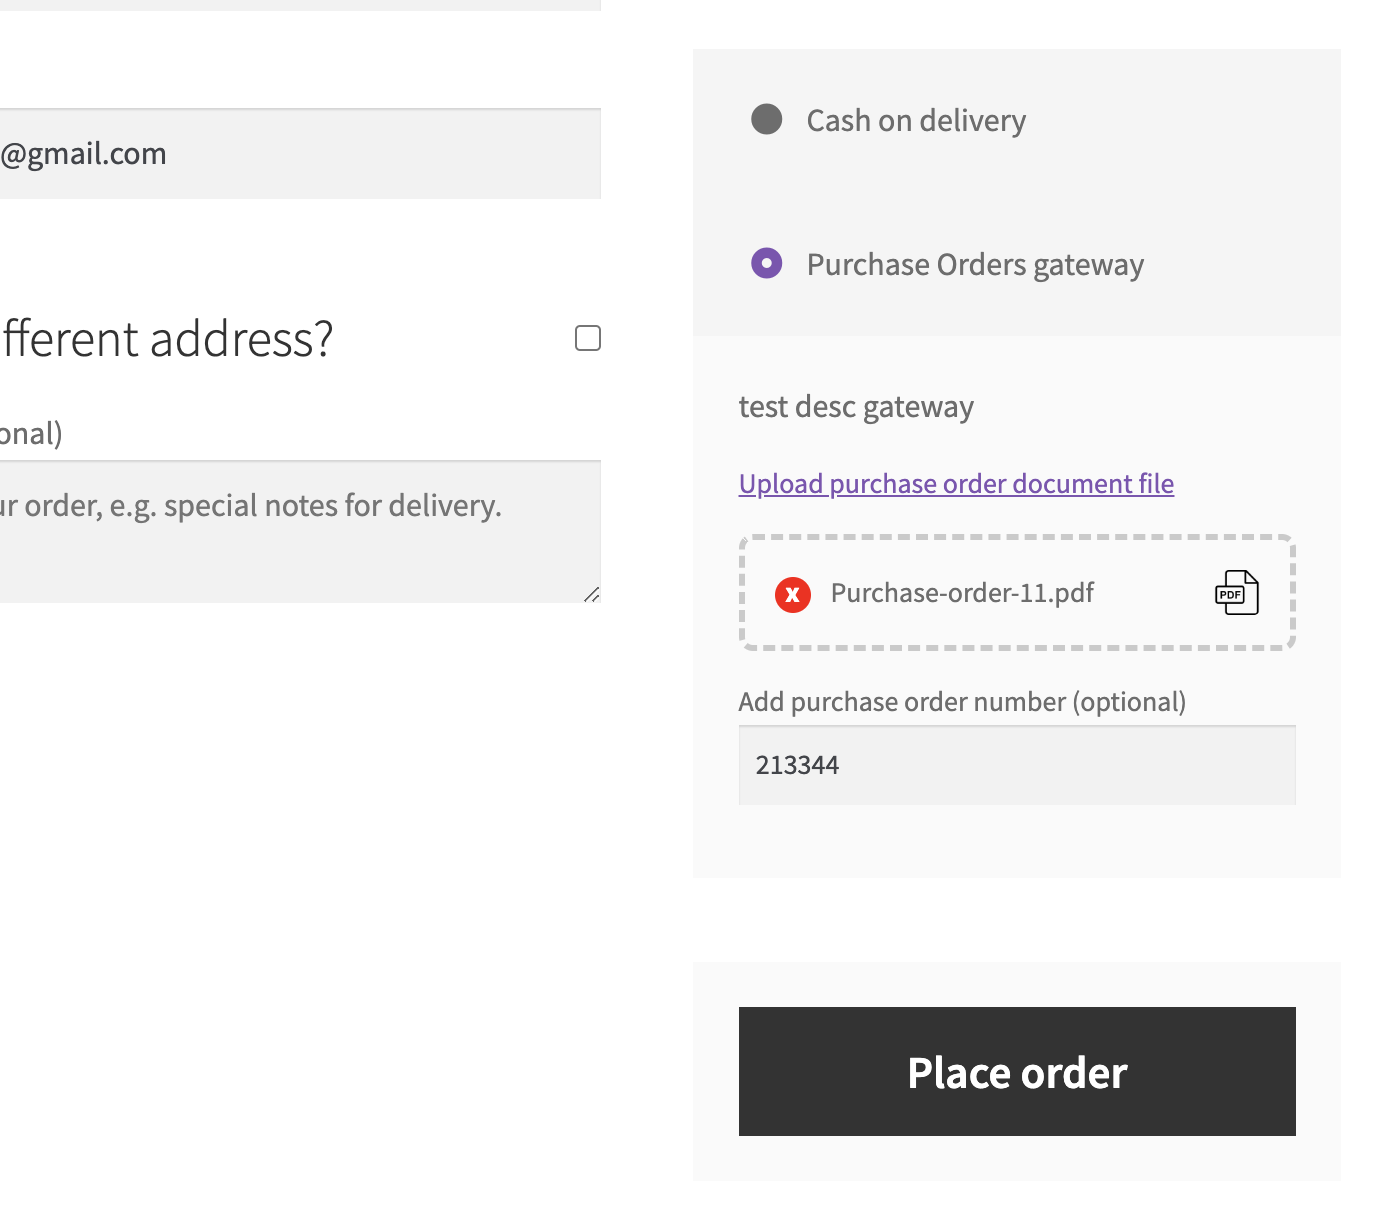 @gmail.com
fferent address?
onal)
ur order, e.g. special notes for delivery.
Cash on delivery
Purchase Orders gateway
test desc gateway
Upload purchase order document file
x Purchase-order-11.pdf PDF
Add purchase order number (optional)
213344
Place order